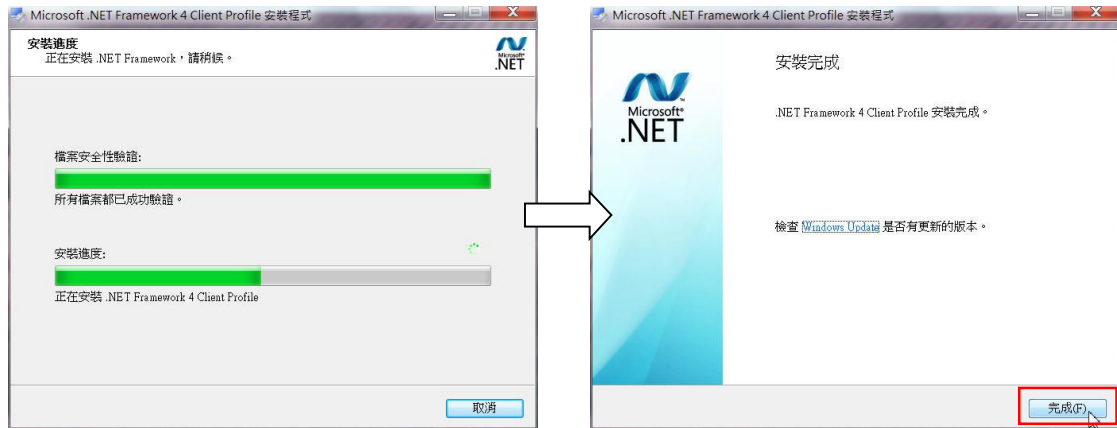 Microsoft .NET Framework 4 Client Profile 安裝程式
安裝進度
正在安裝 .NET Framework，請稍候。
Microsoft®
.NET
檔案安全性驗證:
所有檔案都已成功驗證。
安裝進度:
正在安裝 .NET Framework 4 Client Profile
取消
Microsoft .NET Framework 4 Client Profile 安裝程式
Microsoft®
.NET
安裝完成
.NET Framework 4 Client Profile 安裝完成。
檢查 Windows Update 是否有更新的版本。
完成(F)